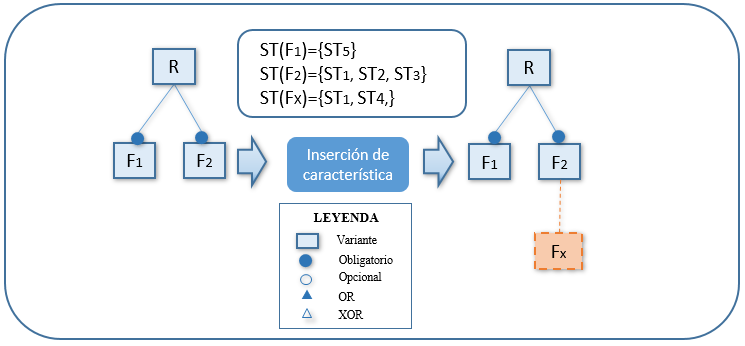 ST(F1)={ST5}
ST(F2)={ST1, ST2, ST3}
ST(FX)={ST1, ST4,}
R
F1
F2
Inserción de
característica
R
F1
F2
Fx
LEYENDA
Variante
Obligatorio
Opcional
OR
XOR